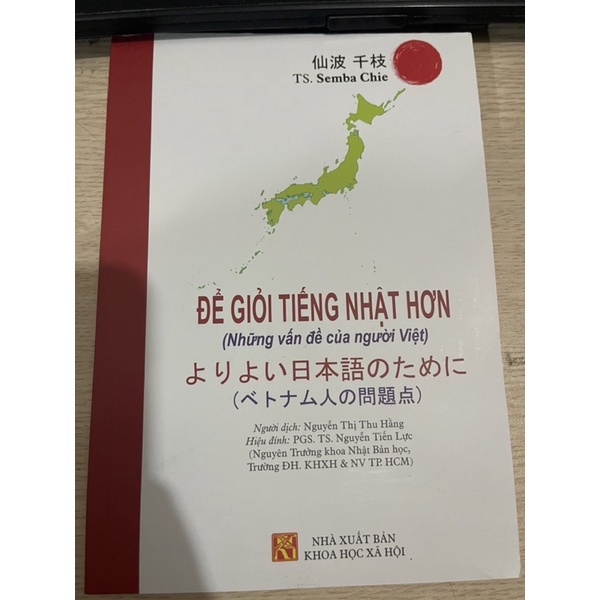 仙波 千枝
TS. Semba Chie
ĐỂ GIỎI TIẾNG NHẬT HƠN
(Những vấn đề của người Việt)
よりよい日本語のために
(ベトナム人の問題点)
Người dịch: Nguyễn Thị Thu Hằng
Hiệu đính: PGS. TS. Nguyễn Tiến Lực
(Nguyên Trưởng khoa Nhật Bản học,
Trường ĐH. KHXH & NV TP. HCM)
NHÀ XUẤT BẢN
KHOA HỌC XÃ HỘI